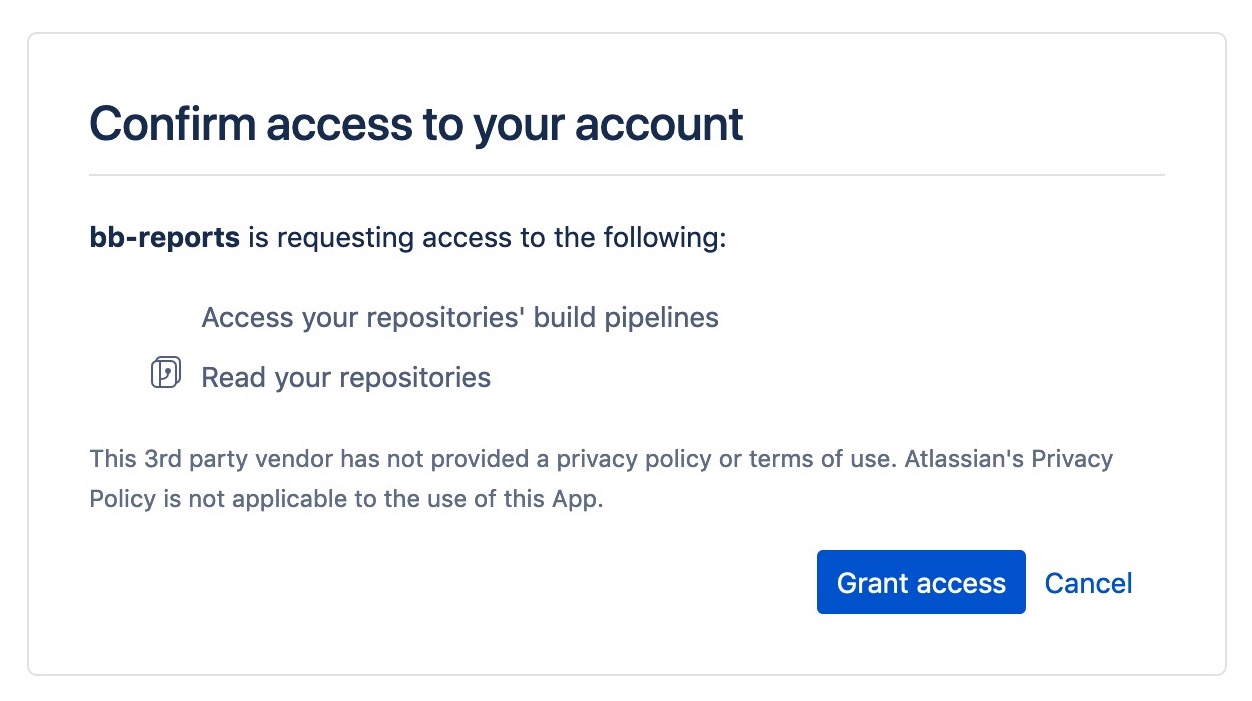 Confirm access to your account
bb-reports is requesting access to the following:
Access your repositories' build pipelines
Read your repositories
This 3rd party vendor has not provided a privacy policy or terms of use. Atlassian's Privacy
Policy is not applicable to the use of this App.
Grant access Cancel